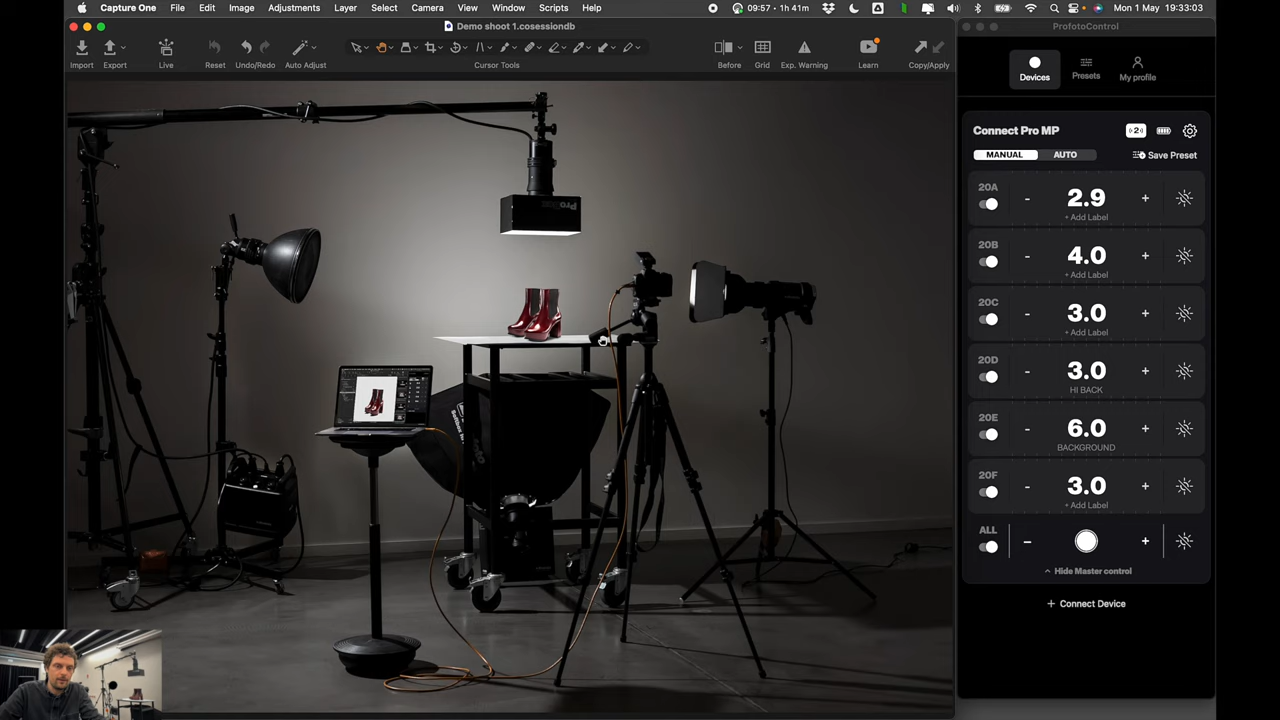 Capture One File Edit Image Adjustments Layer Select Camera View Window Scripts Help
09:57 • 1h 41m
Mon 1 May 19:33:03
Demo shoot 1.cosessiondb
ProfotoControl
Import Export Live Reset Undo/Redo Auto Adjust Cursor Tools Before Grid Exp. Warning Learn Copy/Apply
Devices Presets My profile
Connect Pro MP
2
MANUAL AUTO Save Preset
20A
- 2.9 +
+ Add Label
20B
- 4.0 +
+ Add Label
20C
- 3.0 +
+ Add Label
20D
- 3.0 +
HI BACK
20E
- 6.0 +
BACKGROUND
20F
- 3.0 +
+ Add Label
ALL
- +
Hide Master control
+ Connect Device
Profoto